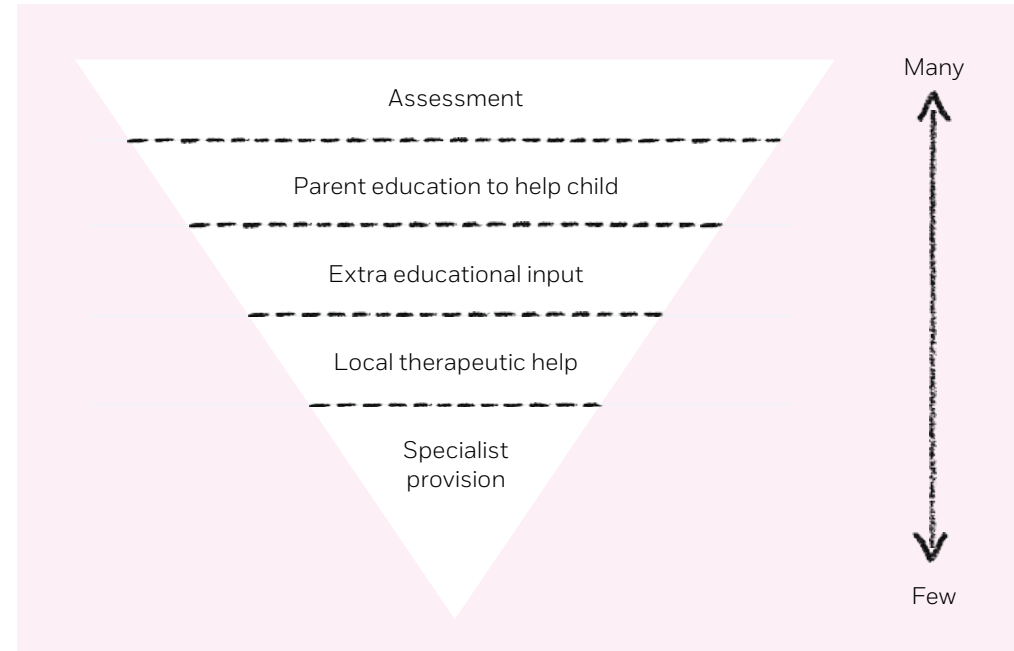 Many
Assessment
Parent education to help child
Extra educational input
Local therapeutic help
Specialist
provision
Few